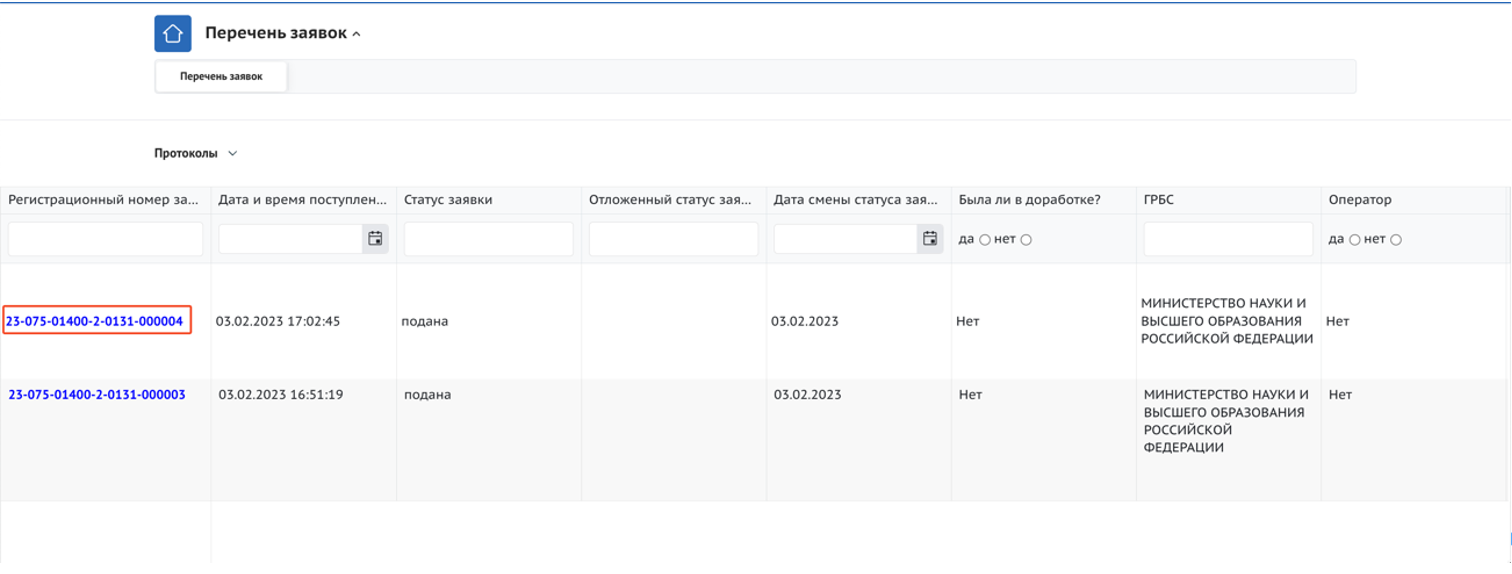 Перечень заявок
Перечень заявок
Протоколы
Регистрационный номер за... Дата и время поступлен... Статус заявки Отложенный статус зая... Дата смены статуса зая... Была ли в доработке? ГРБС Оператор
да нет да нет
23-075-01400-2-0131-000004 03.02.2023 17:02:45 подана 03.02.2023 Нет МИНИСТЕРСТВО НАУКИ И
ВЫСШЕГО ОБРАЗОВАНИЯ
РОССИЙСКОЙ ФЕДЕРАЦИИ Нет
23-075-01400-2-0131-000003 03.02.2023 16:51:19 подана 03.02.2023 Нет МИНИСТЕРСТВО НАУКИ И Нет
ВЫСШЕГО ОБРАЗОВАНИЯ
РОССИЙСКОЙ
ФЕДЕРАЦИИ